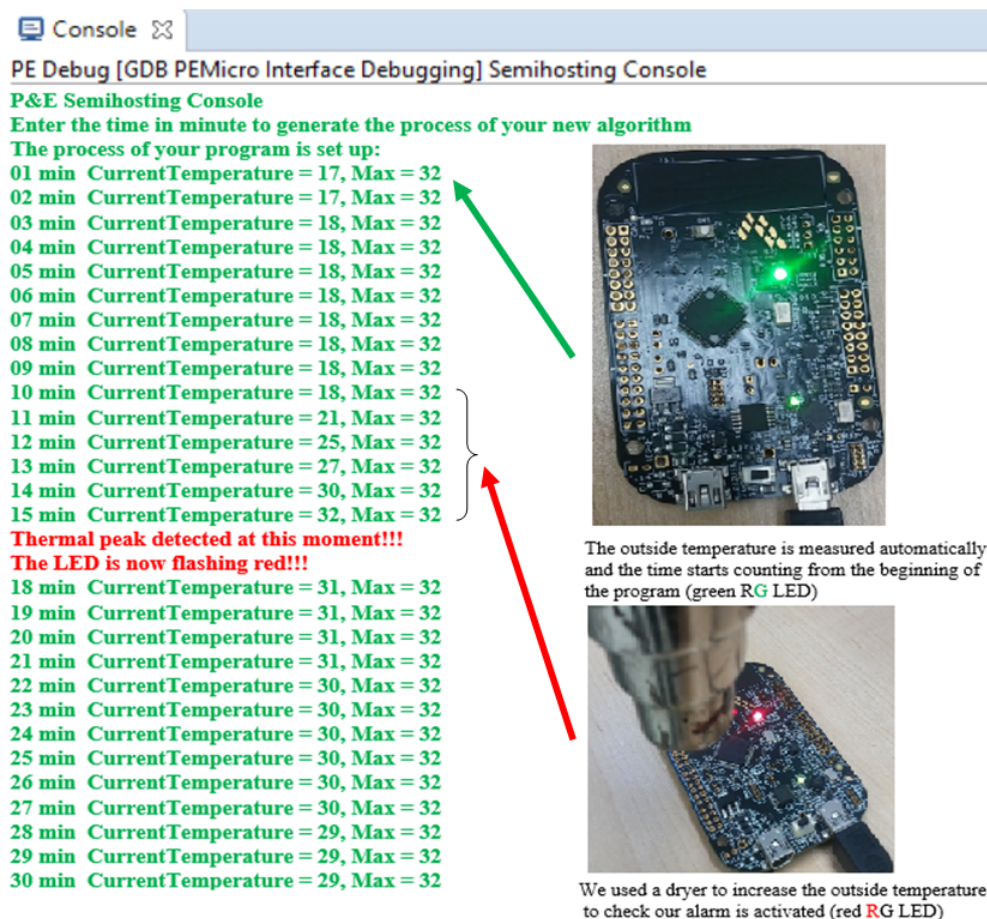 Console
PE Debug [GDB PEMicro Interface Debugging] Semihosting Console
P&E Semihosting Console
Enter the time in minute to generate the process of your new algorithm
The process of your program is set up:
01 min CurrentTemperature = 17, Max = 32
02 min CurrentTemperature = 17, Max = 32
03 min CurrentTemperature = 18, Max = 32
04 min CurrentTemperature = 18, Max = 32
05 min CurrentTemperature = 18, Max = 32
06 min CurrentTemperature = 18, Max = 32
07 min CurrentTemperature = 18, Max = 32
08 min CurrentTemperature = 18, Max = 32
09 min CurrentTemperature = 18, Max = 32
10 min CurrentTemperature = 18, Max = 32
11 min CurrentTemperature = 21, Max = 32
12 min CurrentTemperature = 25, Max = 32
13 min CurrentTemperature = 27, Max = 32
14 min CurrentTemperature = 30, Max = 32
15 min CurrentTemperature = 32, Max = 32
Thermal peak detected at this moment!!!
The LED is now flashing red!!!
18 min CurrentTemperature = 31, Max = 32
19 min CurrentTemperature = 31, Max = 32
20 min CurrentTemperature = 31, Max = 32
21 min CurrentTemperature = 31, Max = 32
22 min CurrentTemperature = 30, Max = 32
23 min CurrentTemperature = 30, Max = 32
24 min CurrentTemperature = 30, Max = 32
25 min CurrentTemperature = 30, Max = 32
26 min CurrentTemperature = 30, Max = 32
27 min CurrentTemperature = 30, Max = 32
28 min CurrentTemperature = 29, Max = 32
29 min CurrentTemperature = 29, Max = 32
30 min CurrentTemperature = 29, Max = 32
The outside temperature is measured automatically
and the time starts counting from the beginning of
the program (green RG LED)
We used a dryer to increase the outside temperature
to check our alarm is activated (red RG LED)